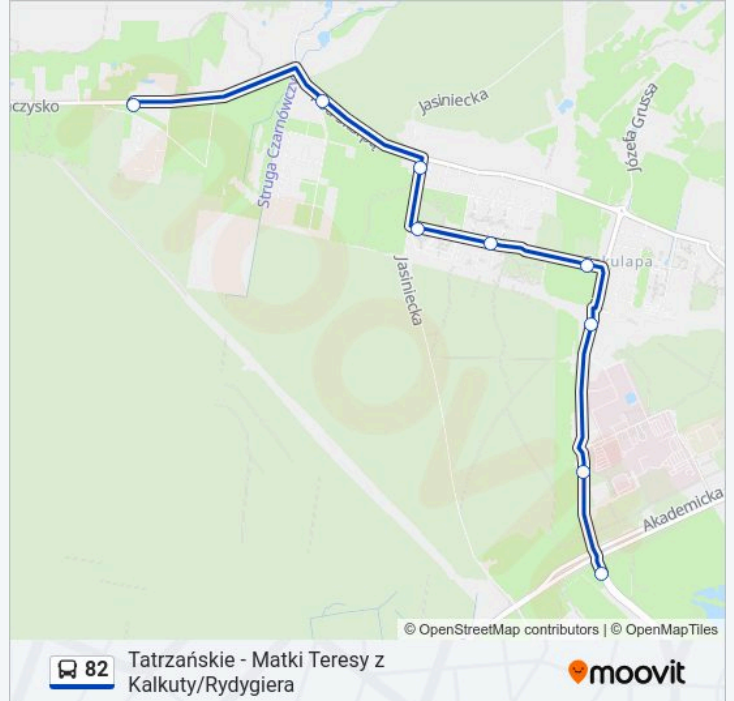 czysko
Jasiniecka
Józefa Grussa
Struga Czarnówczy
kulapa
Jasiniecka
Akademicka
© OpenStreetMap contributors | © OpenMapTiles
82
Tatrzańskie - Matki Teresy z
Kalkuty/Rydygiera
moovit